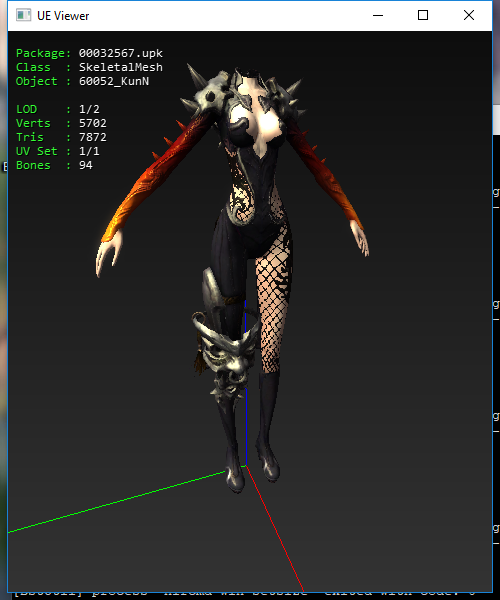 UE Viewer
Package: 00032567.upk
Class : SkeletalMesh
Object : 60052_KunN
LOD : 1/2
Verts : 5702
Tris : 7872
UV Set : 1/1
Bones : 94